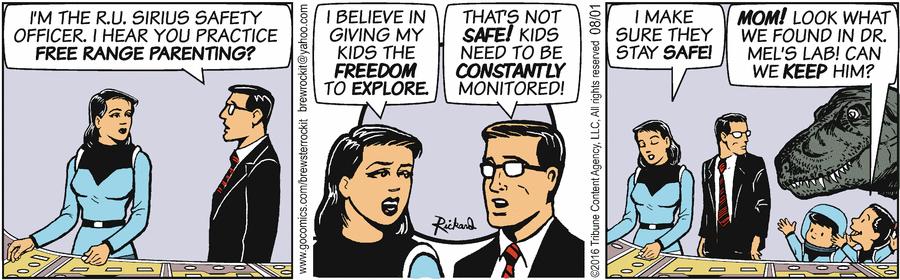 I'M THE R.U. SIRIUS SAFETY
OFFICER. I HEAR YOU PRACTICE
FREE RANGE PARENTING?
www.gocomics.com/brewsterrockit brewrockit@yahoo.com
I BELIEVE IN
GIVING MY
KIDS THE
FREEDOM
TO EXPLORE.
THAT'S NOT
SAFE! KIDS
NEED TO BE
CONSTANTLY
MONITORED!
Rickard
©2016 Tribune Content Agency, LLC, All rights reserved 08/01
I MAKE
SURE THEY
STAY SAFE!
MOM! LOOK WHAT
WE FOUND IN DR.
MEL'S LAB! CAN
WE KEEP HIM?